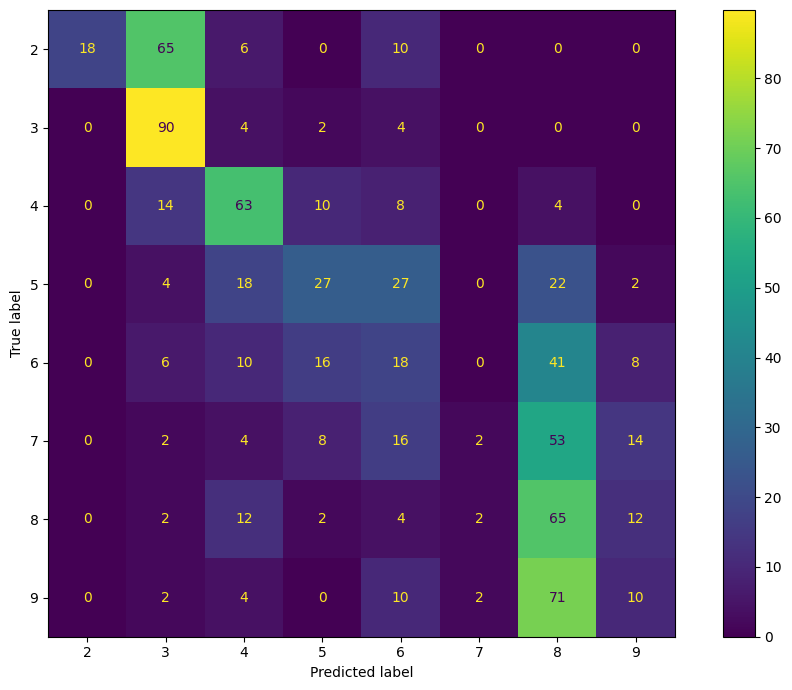 2 18 65 6 0 10 0 0 0
3 0 90 4 2 4 0 0 0
4 0 14 63 10 8 0 4 0
5 0 4 18 27 27 0 22 2
6 0 6 10 16 18 0 41 8
7 0 2 4 8 16 2 53 14
8 0 2 12 2 4 2 65 12
9 0 2 4 0 10 2 71 10
2 3 4 5 6 7 8 9
True label
Predicted label
80
70
60
50
40
30
20
10
0